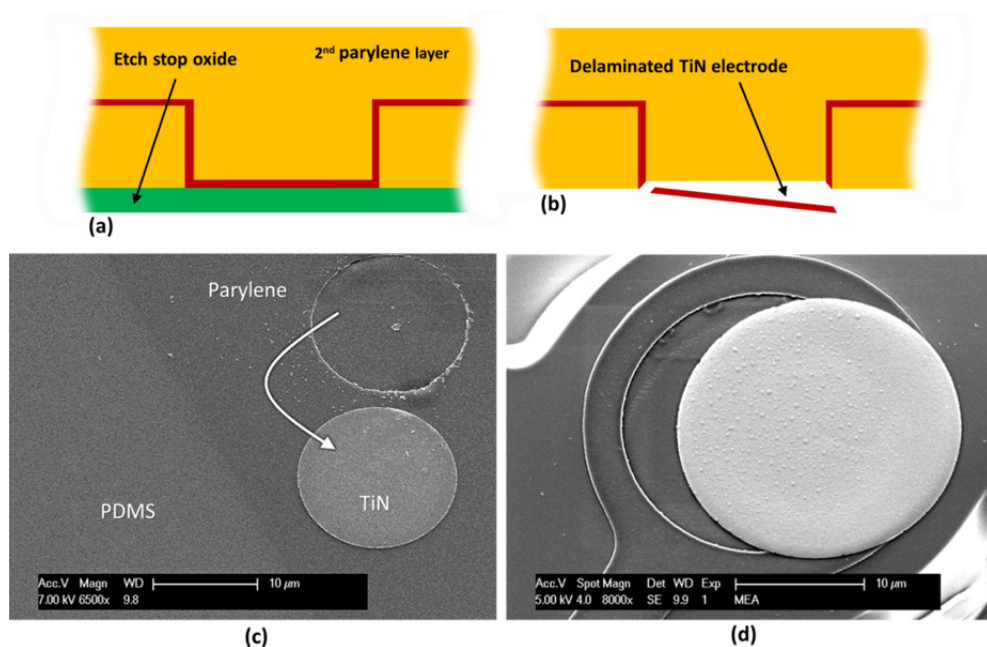 Etch stop oxide
2nd parylene layer
(a)
Delaminated TiN electrode
(b)
Parylene
TiN
PDMS
Acc.V Magn WD 10 μm
7.00 kV 6500x 9.8
(c)
Acc.V Spot Magn Det WD Exp 10 μm
5.00 kV 4.0 8000x SE 9.9 1 MEA
(d)